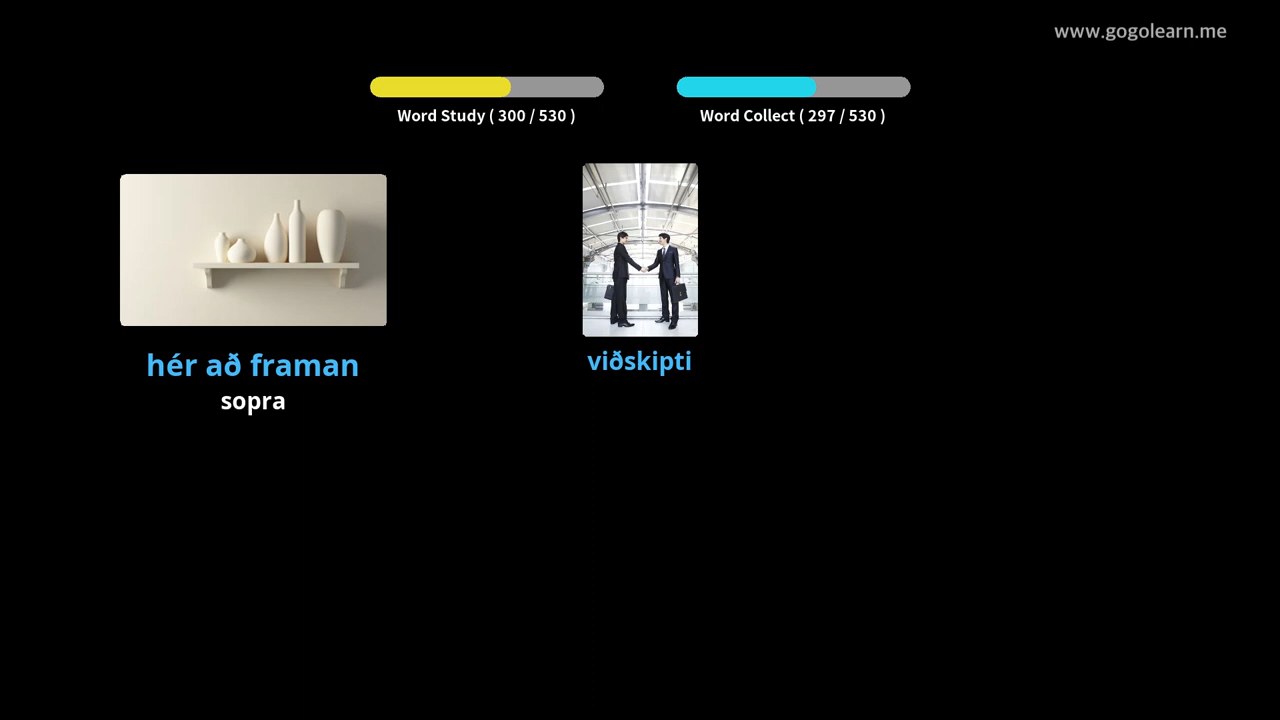 www.gogolearn.me
Word Study ( 300 / 530 )
Word Collect ( 297 / 530 )
hér að framan
sopra
viðskipti